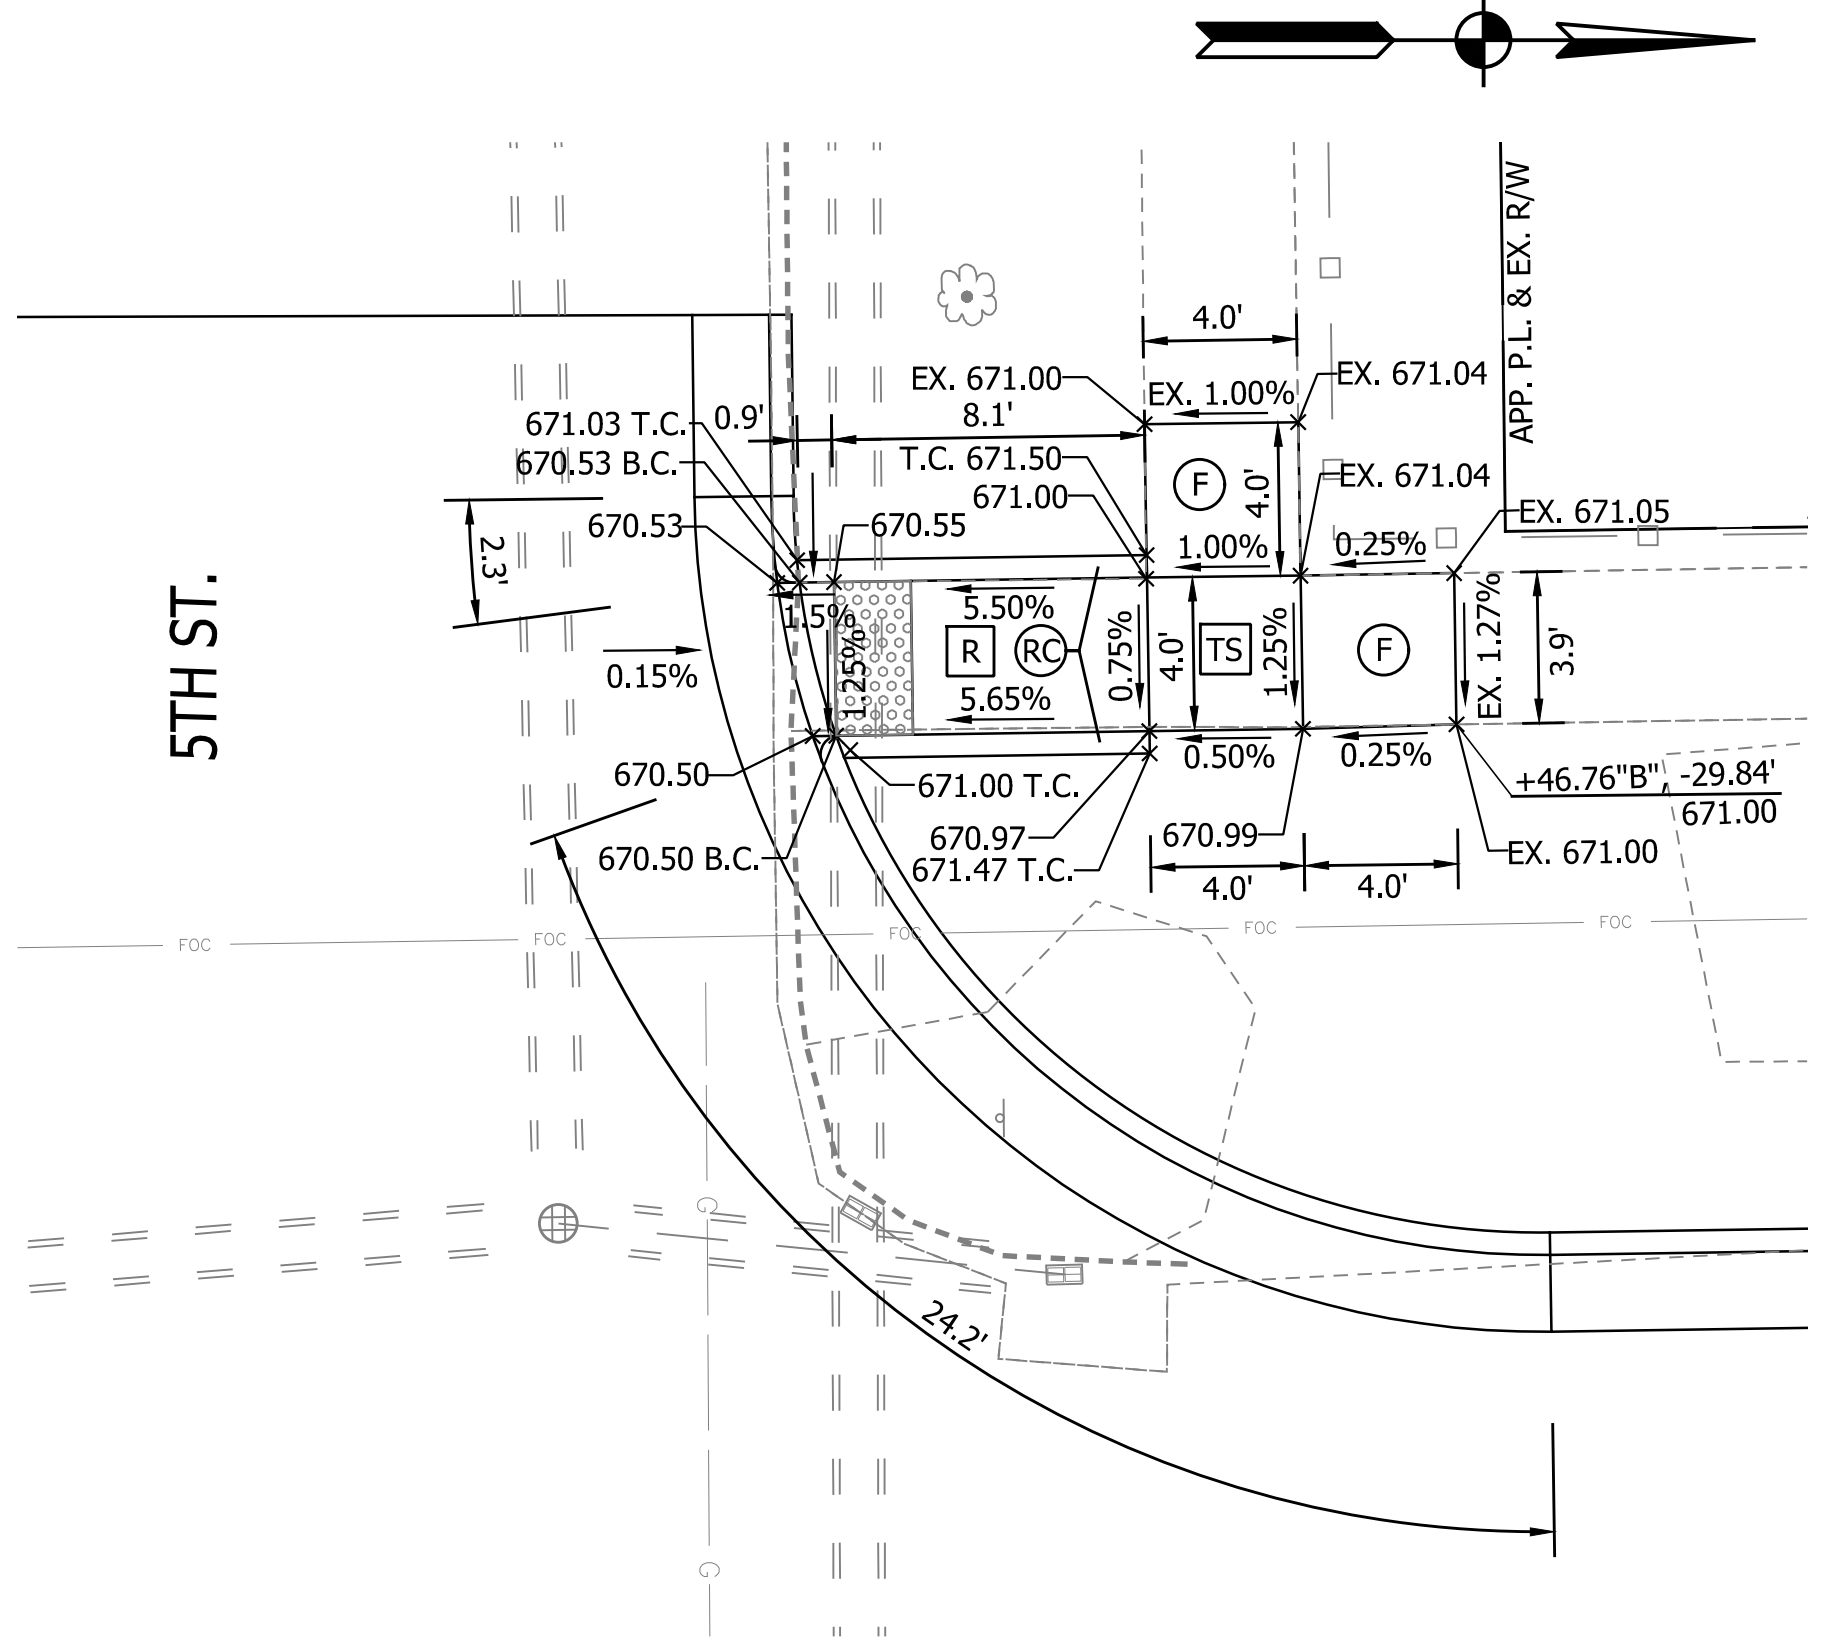 APP. P.L. & EX. R/W
4.0'
EX. 671.00
EX. 1.00%
EX. 671.04
671.03 T.C.
0.9'
8.1'
670.53 B.C.
T.C. 671.50
F
4.0'
EX. 671.04
671.00
670.53
670.55
EX. 671.05
2.3'
1.00%
0.25%
5TH ST.
1.5%
5.50%
0.15%
1.25%
R
RC
0.75%
4.0'
TS
1.25%
F
EX. 1.27%
3.9'
5.65%
670.50
0.50%
0.25%
671.00 T.C.
+46.76"B", -29.84'
671.00
670.97
670.99
670.50 B.C.
671.47 T.C.
EX. 671.00
4.0'
4.0'
FOC
FOC
FOC
FOC
FOC
G
24.2'
G